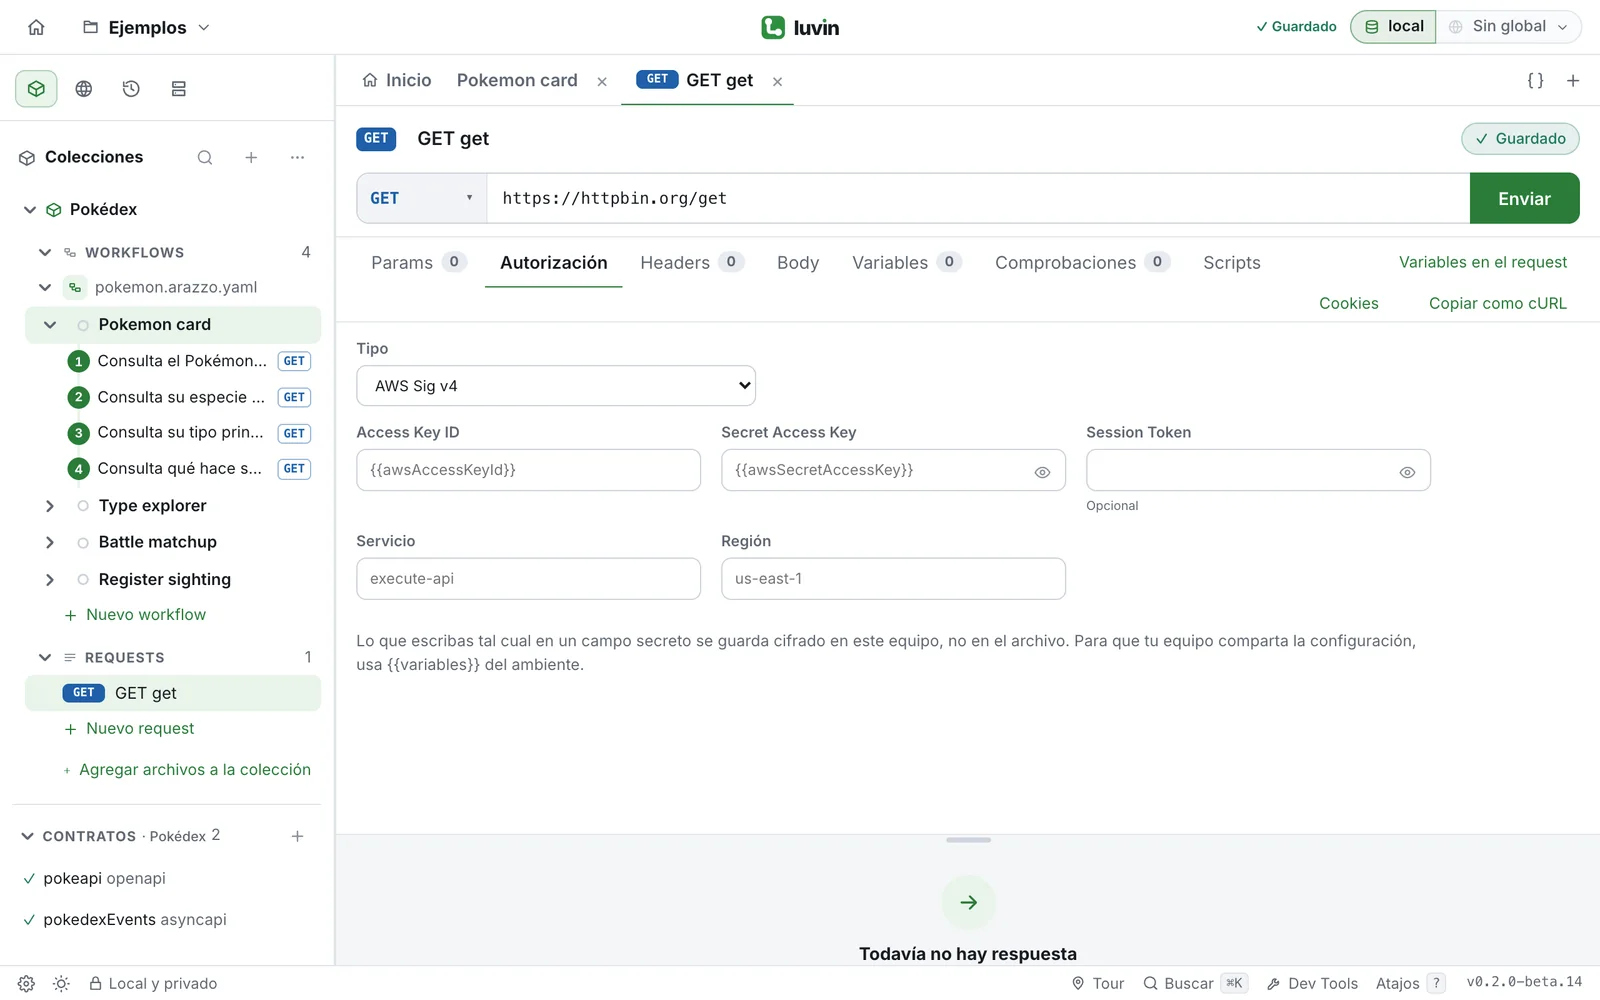 Ejemplos
luvin
Guardado
local
Sin global
Inicio
Pokemon card
GET GET get
{}
Colecciones
GET GET get
Guardado
GET
https://httpbin.org/get
Enviar
Pokédex
WORKFLOWS 4
pokemon.arazzo.yaml
Pokemon card
1 Consulta el Pokémon... GET
2 Consulta su especie ... GET
3 Consulta su tipo prin... GET
4 Consulta qué hace s... GET
Type explorer
Battle matchup
Register sighting
+ Nuevo workflow
REQUESTS 1
GET GET get
+ Nuevo request
+ Agregar archivos a la colección
CONTRATOS · Pokédex 2
pokeapi openapi
pokedexEvents asyncapi
Params 0
Autorización
Headers 0
Body
Variables 0
Comprobaciones 0
Scripts
Variables en el request
Cookies
Copiar como cURL
Tipo
AWS Sig v4
Access Key ID
{{awsAccessKeyId}}
Secret Access Key
{{awsSecretAccessKey}}
Session Token
Opcional
Servicio
execute-api
Región
us-east-1
Lo que escribas tal cual en un campo secreto se guarda cifrado en este equipo, no en el archivo. Para que tu equipo comparta la configuración,
usa {{variables}} del ambiente.
Todavía no hay respuesta
Local y privado
Tour
Buscar ⌘K
Dev Tools
Atajos ?
v0.2.0-beta.14